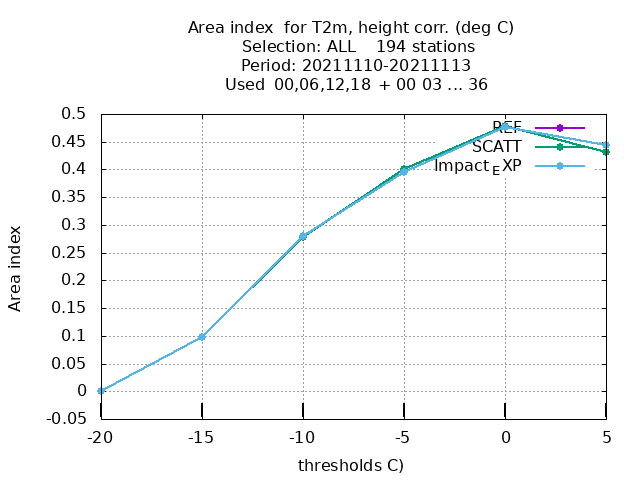 Area index  for T2m, height corr. (deg C)
Selection: ALL    194 stations
Period: 20211110-20211113
Used  00,06,12,18 + 00 03 ... 36
0.5
0.45
0.4
0.35
0.3
0.25
0.2
0.15
0.1
0.05
0
-0.05
Area index
REF
SCATT
Impact_EXP
-20
-15
-10
-5
0
5
thresholds C)